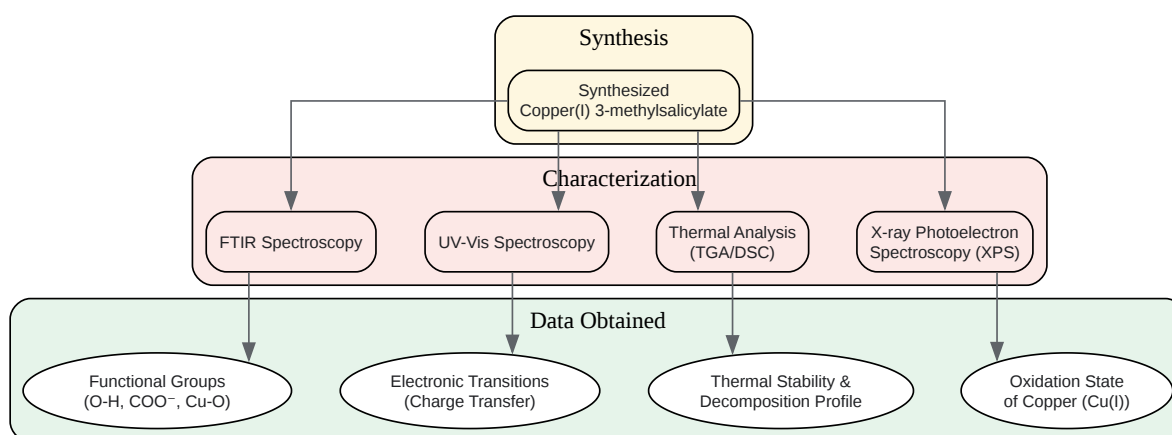 Synthesis
Synthesized
Copper(I) 3-methylsalicylate
Characterization
FTIR Spectroscopy
UV-Vis Spectroscopy
Thermal Analysis
(TGA/DSC)
X-ray Photoelectron
Spectroscopy (XPS)
Data Obtained
Functional Groups
(O-H, COO⁻, Cu-O)
Electronic Transitions
(Charge Transfer)
Thermal Stability &
Decomposition Profile
Oxidation State
of Copper (Cu(I))